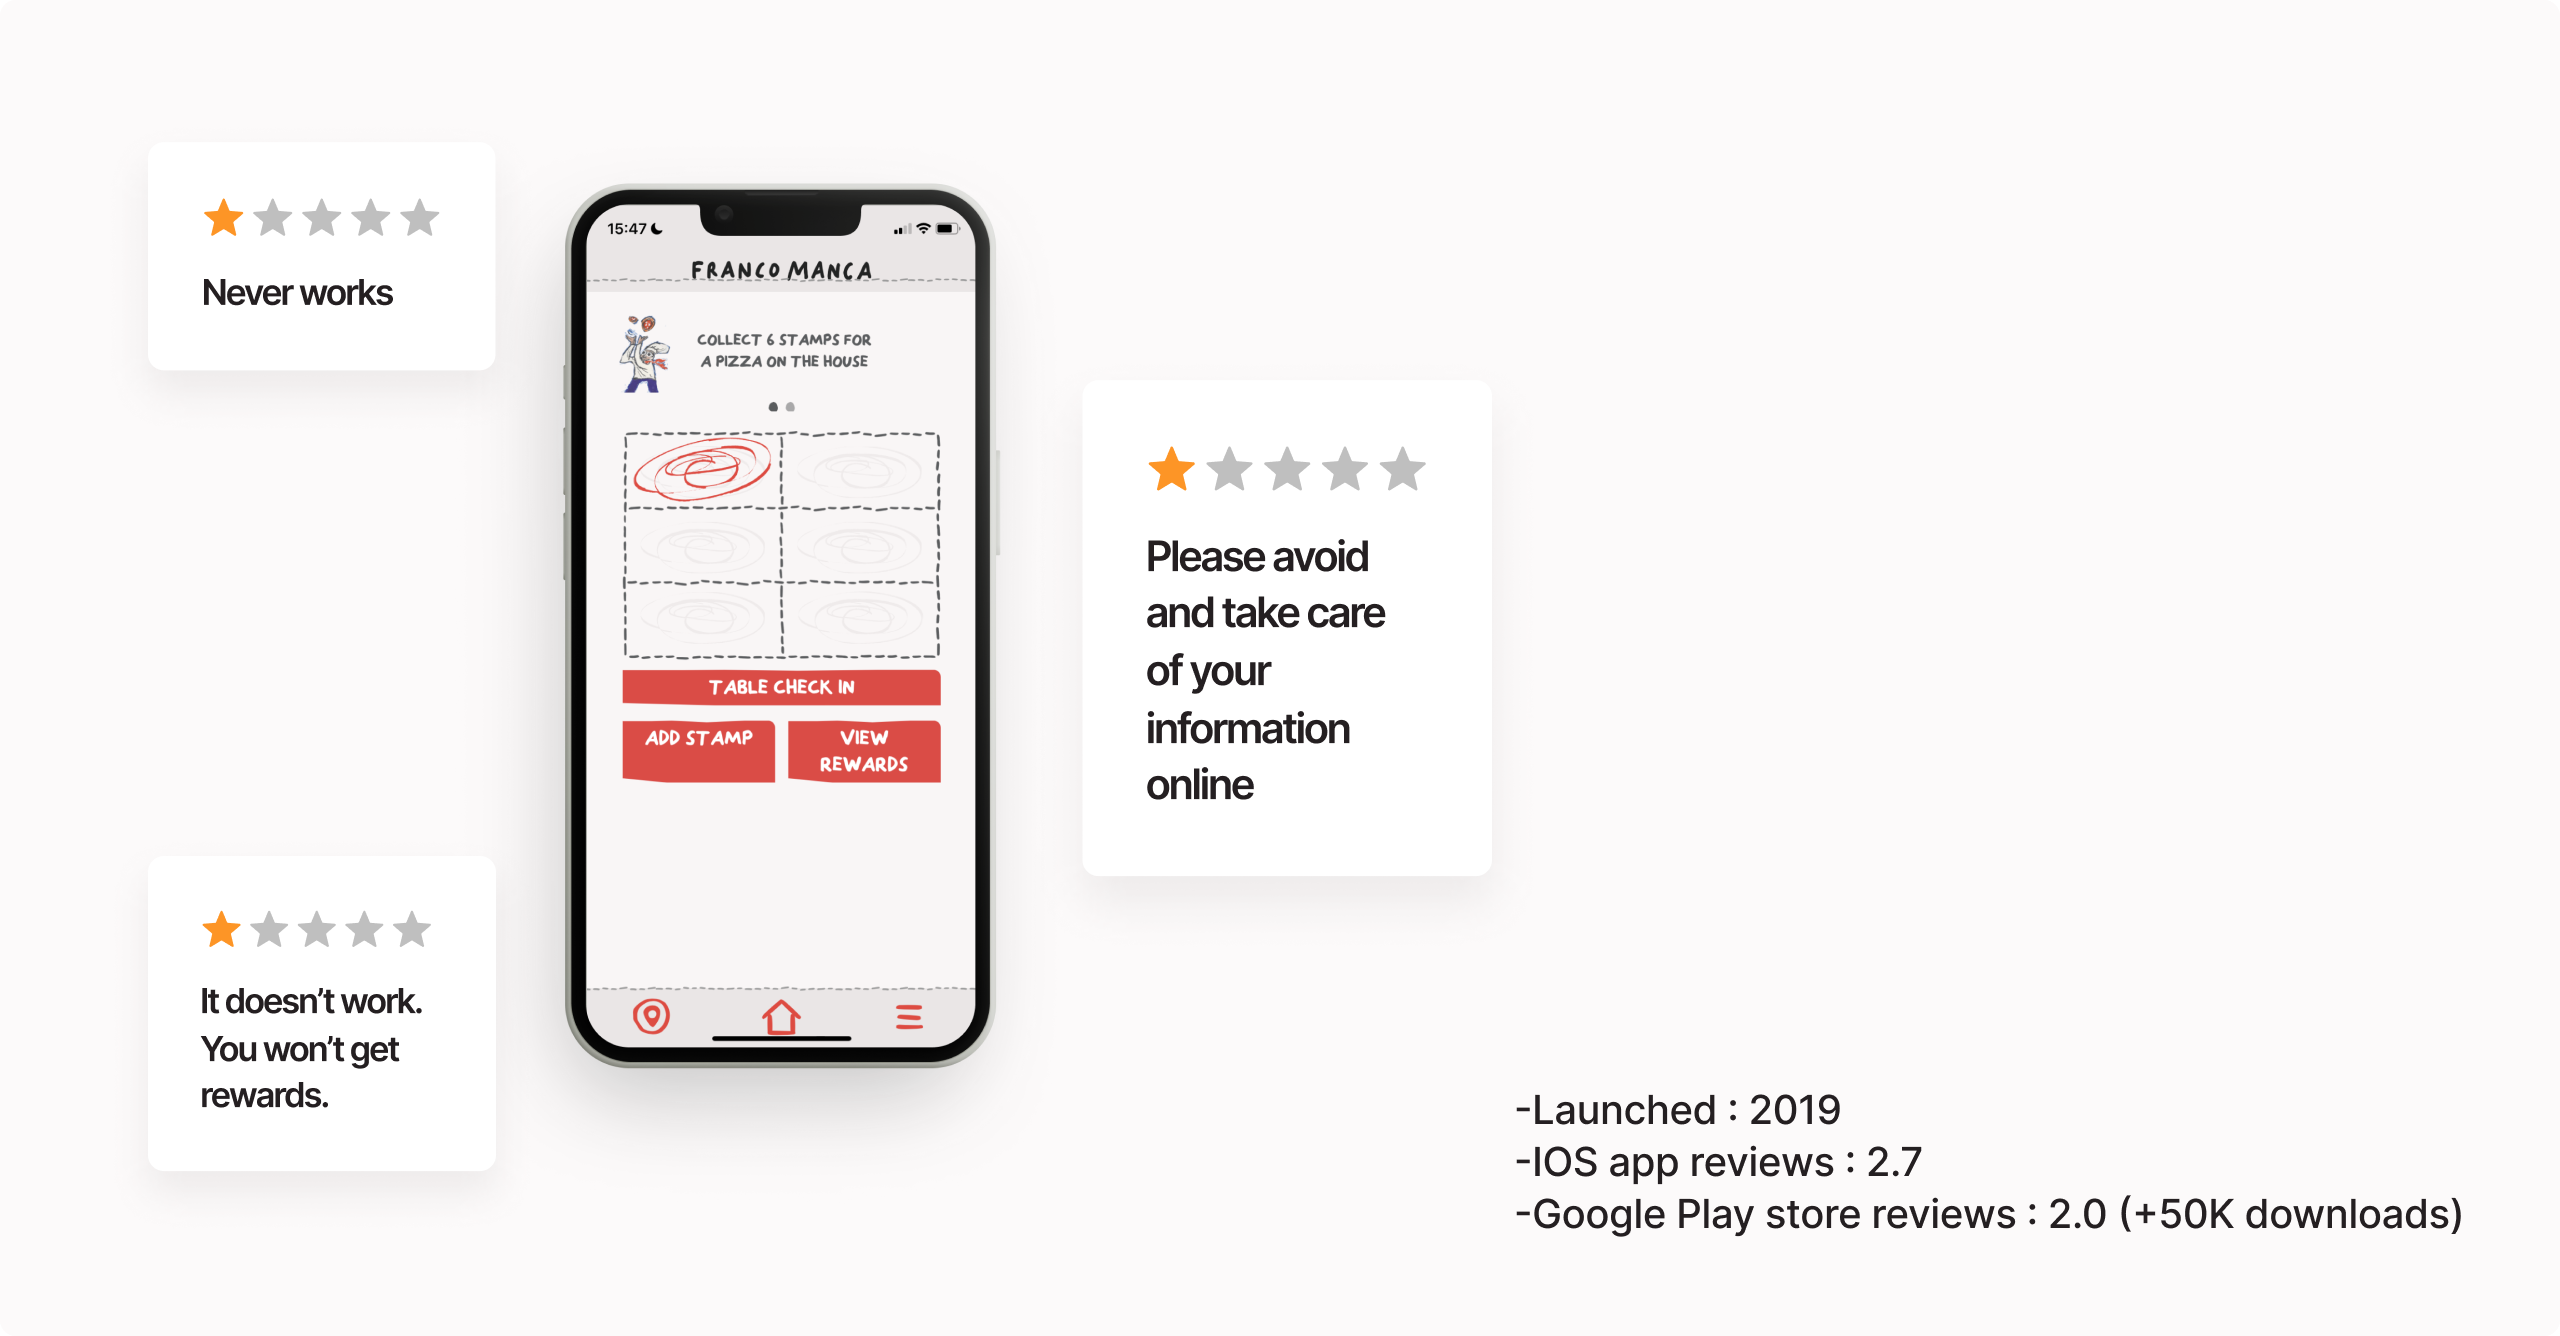 Never works
15:47
FRANCO MANCA
COLLECT 6 STAMPS FOR
A PIZZA ON THE HOUSE
TABLE CHECK IN
ADD STAMP
VIEW
REWARDS
Please avoid
and take care
of your
information
online
It doesn’t work.
You won’t get
rewards.
-Launched : 2019
-IOS app reviews : 2.7
-Google Play store reviews : 2.0 (+50K downloads)